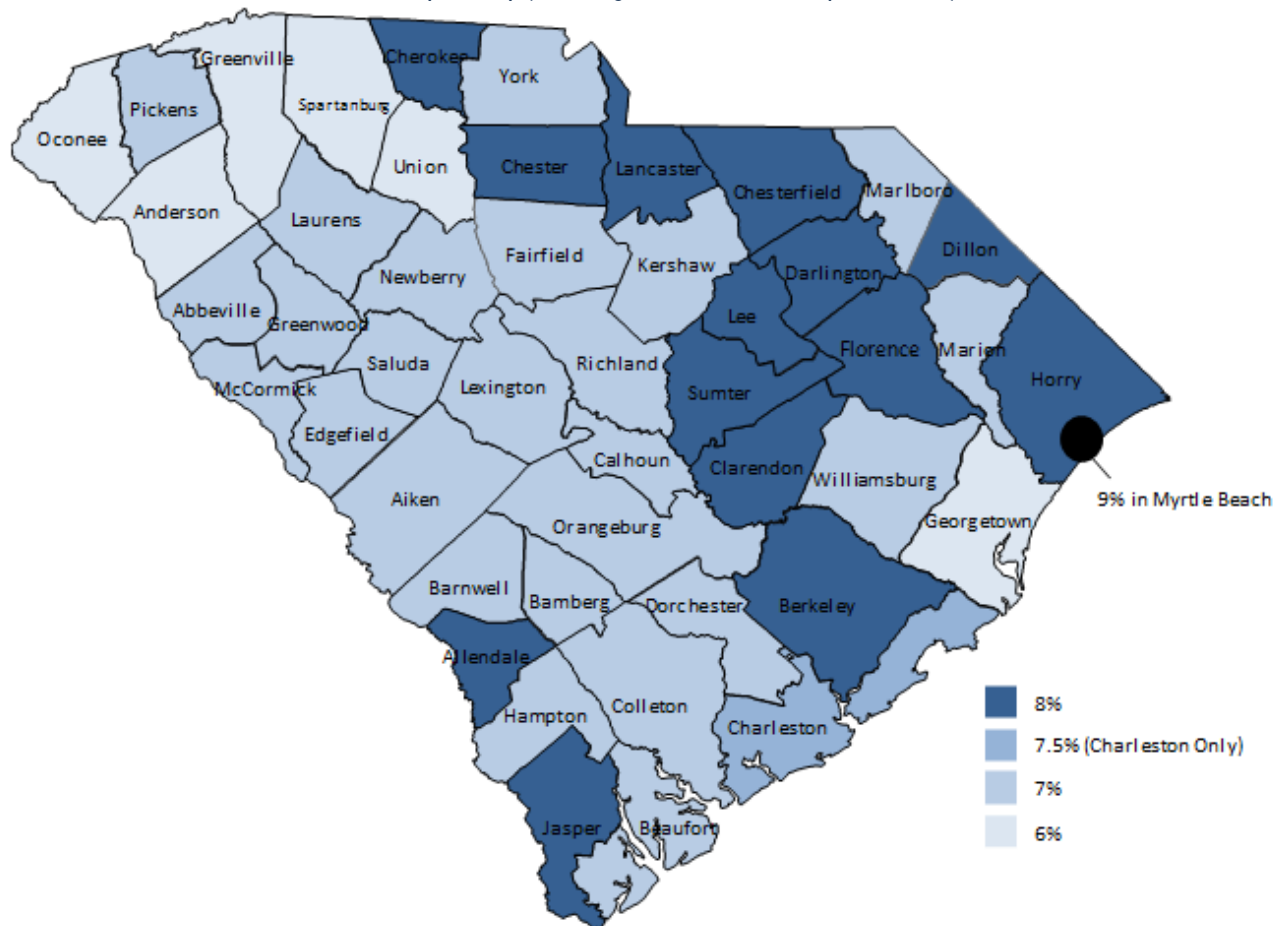 Cherokee
Greenville
York
Spartanburg
Pickens
Oconee
Union
Chester
Lancaster
Chesterfield
Marlboro
Anderson
Laurens
Dillon
Fairfield
Kershaw
Newberry
Darlington
Abbeville
Greenwood
Lee
Florence
Marion
Saluda
Richland
Horry
McCormick
Lexington
Sumter
Edgefield
Calhoun
Clarendon
Williamsburg
Aiken
9% in Myrtle Beach
Orangeburg
Georgetown
Barnwell
Bamberg
Dorchester
Berkeley
Allendale
Colleton
Hampton
Charleston
Jasper
Beaufort
8%
7.5% (Charleston Only)
7%
6%